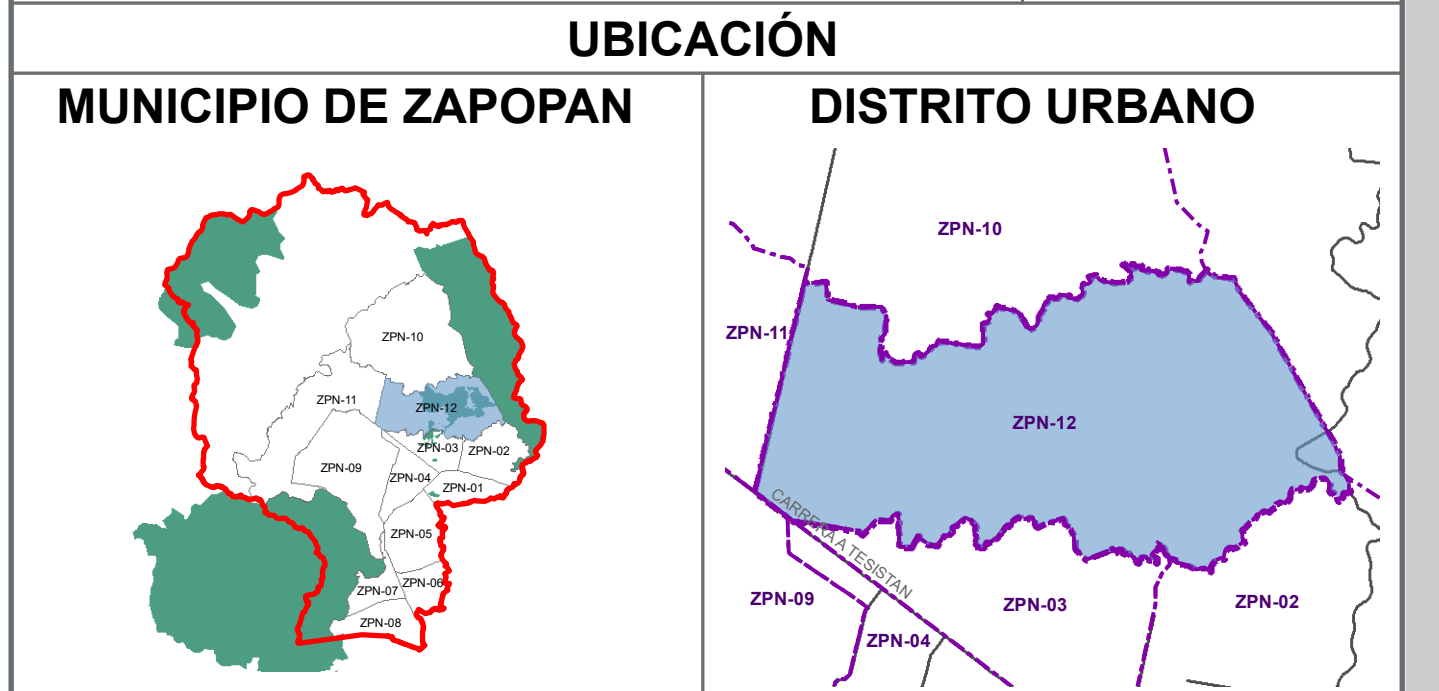 UBICACIÓN
MUNICIPIO DE ZAPOPAN
ZPN-10
ZPN-11
ZPN-12
ZPN-03
ZPN-02
ZPN-09
ZPN-04
ZPN-01
ZPN-05
ZPN-06
ZPN-07
ZPN-08
DISTRITO URBANO
ZPN-10
ZPN-11
ZPN-12
CARRERA A TESISTAN
ZPN-09
ZPN-03
ZPN-02
ZPN-04